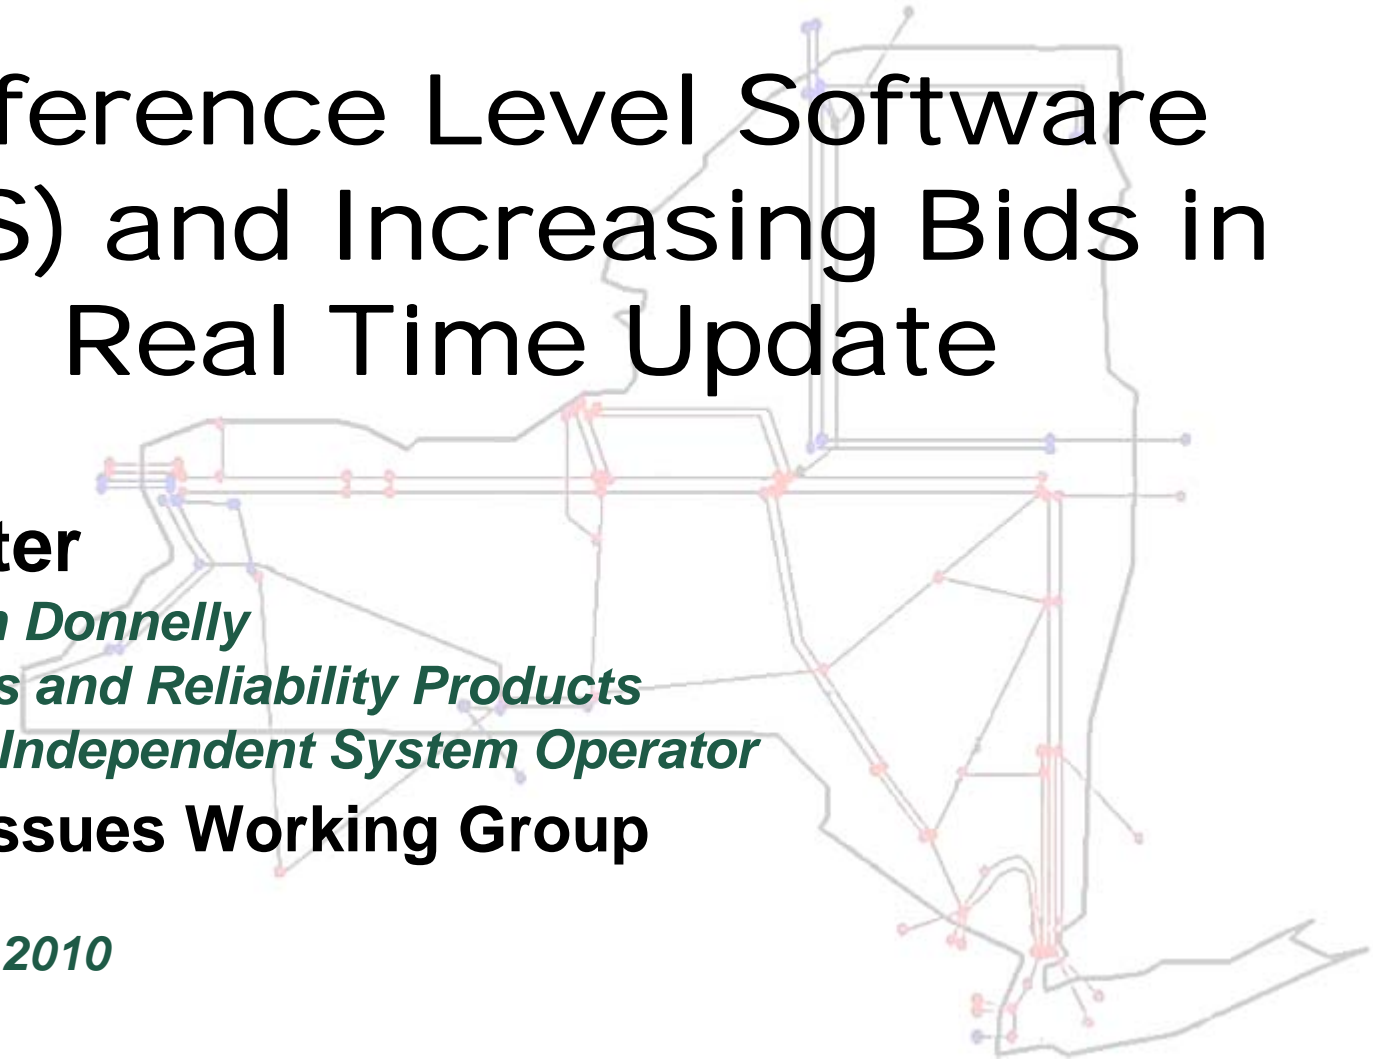 ference Level Software
S) and Increasing Bids in
Real Time Update
ter
n Donnelly
s and Reliability Products
Independent System Operator
ssues Working Group
2010